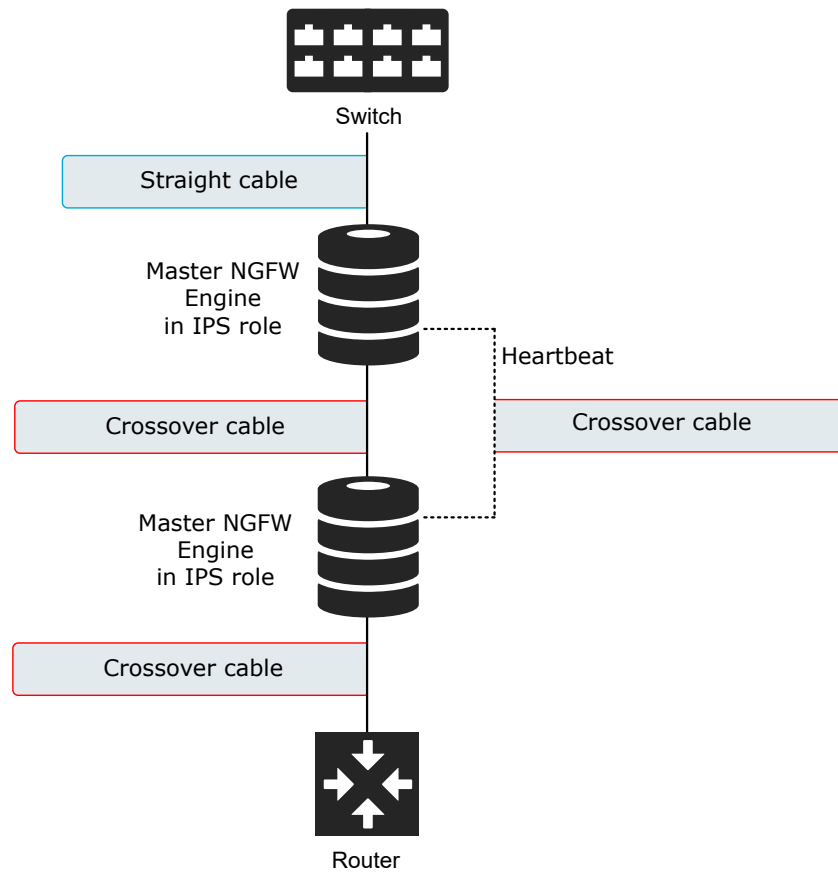 Switch
Straight cable
Master NGFW
Engine
in IPS role
Heartbeat
Crossover cable
Crossover cable
Master NGFW
Engine
in IPS role
Crossover cable
Router